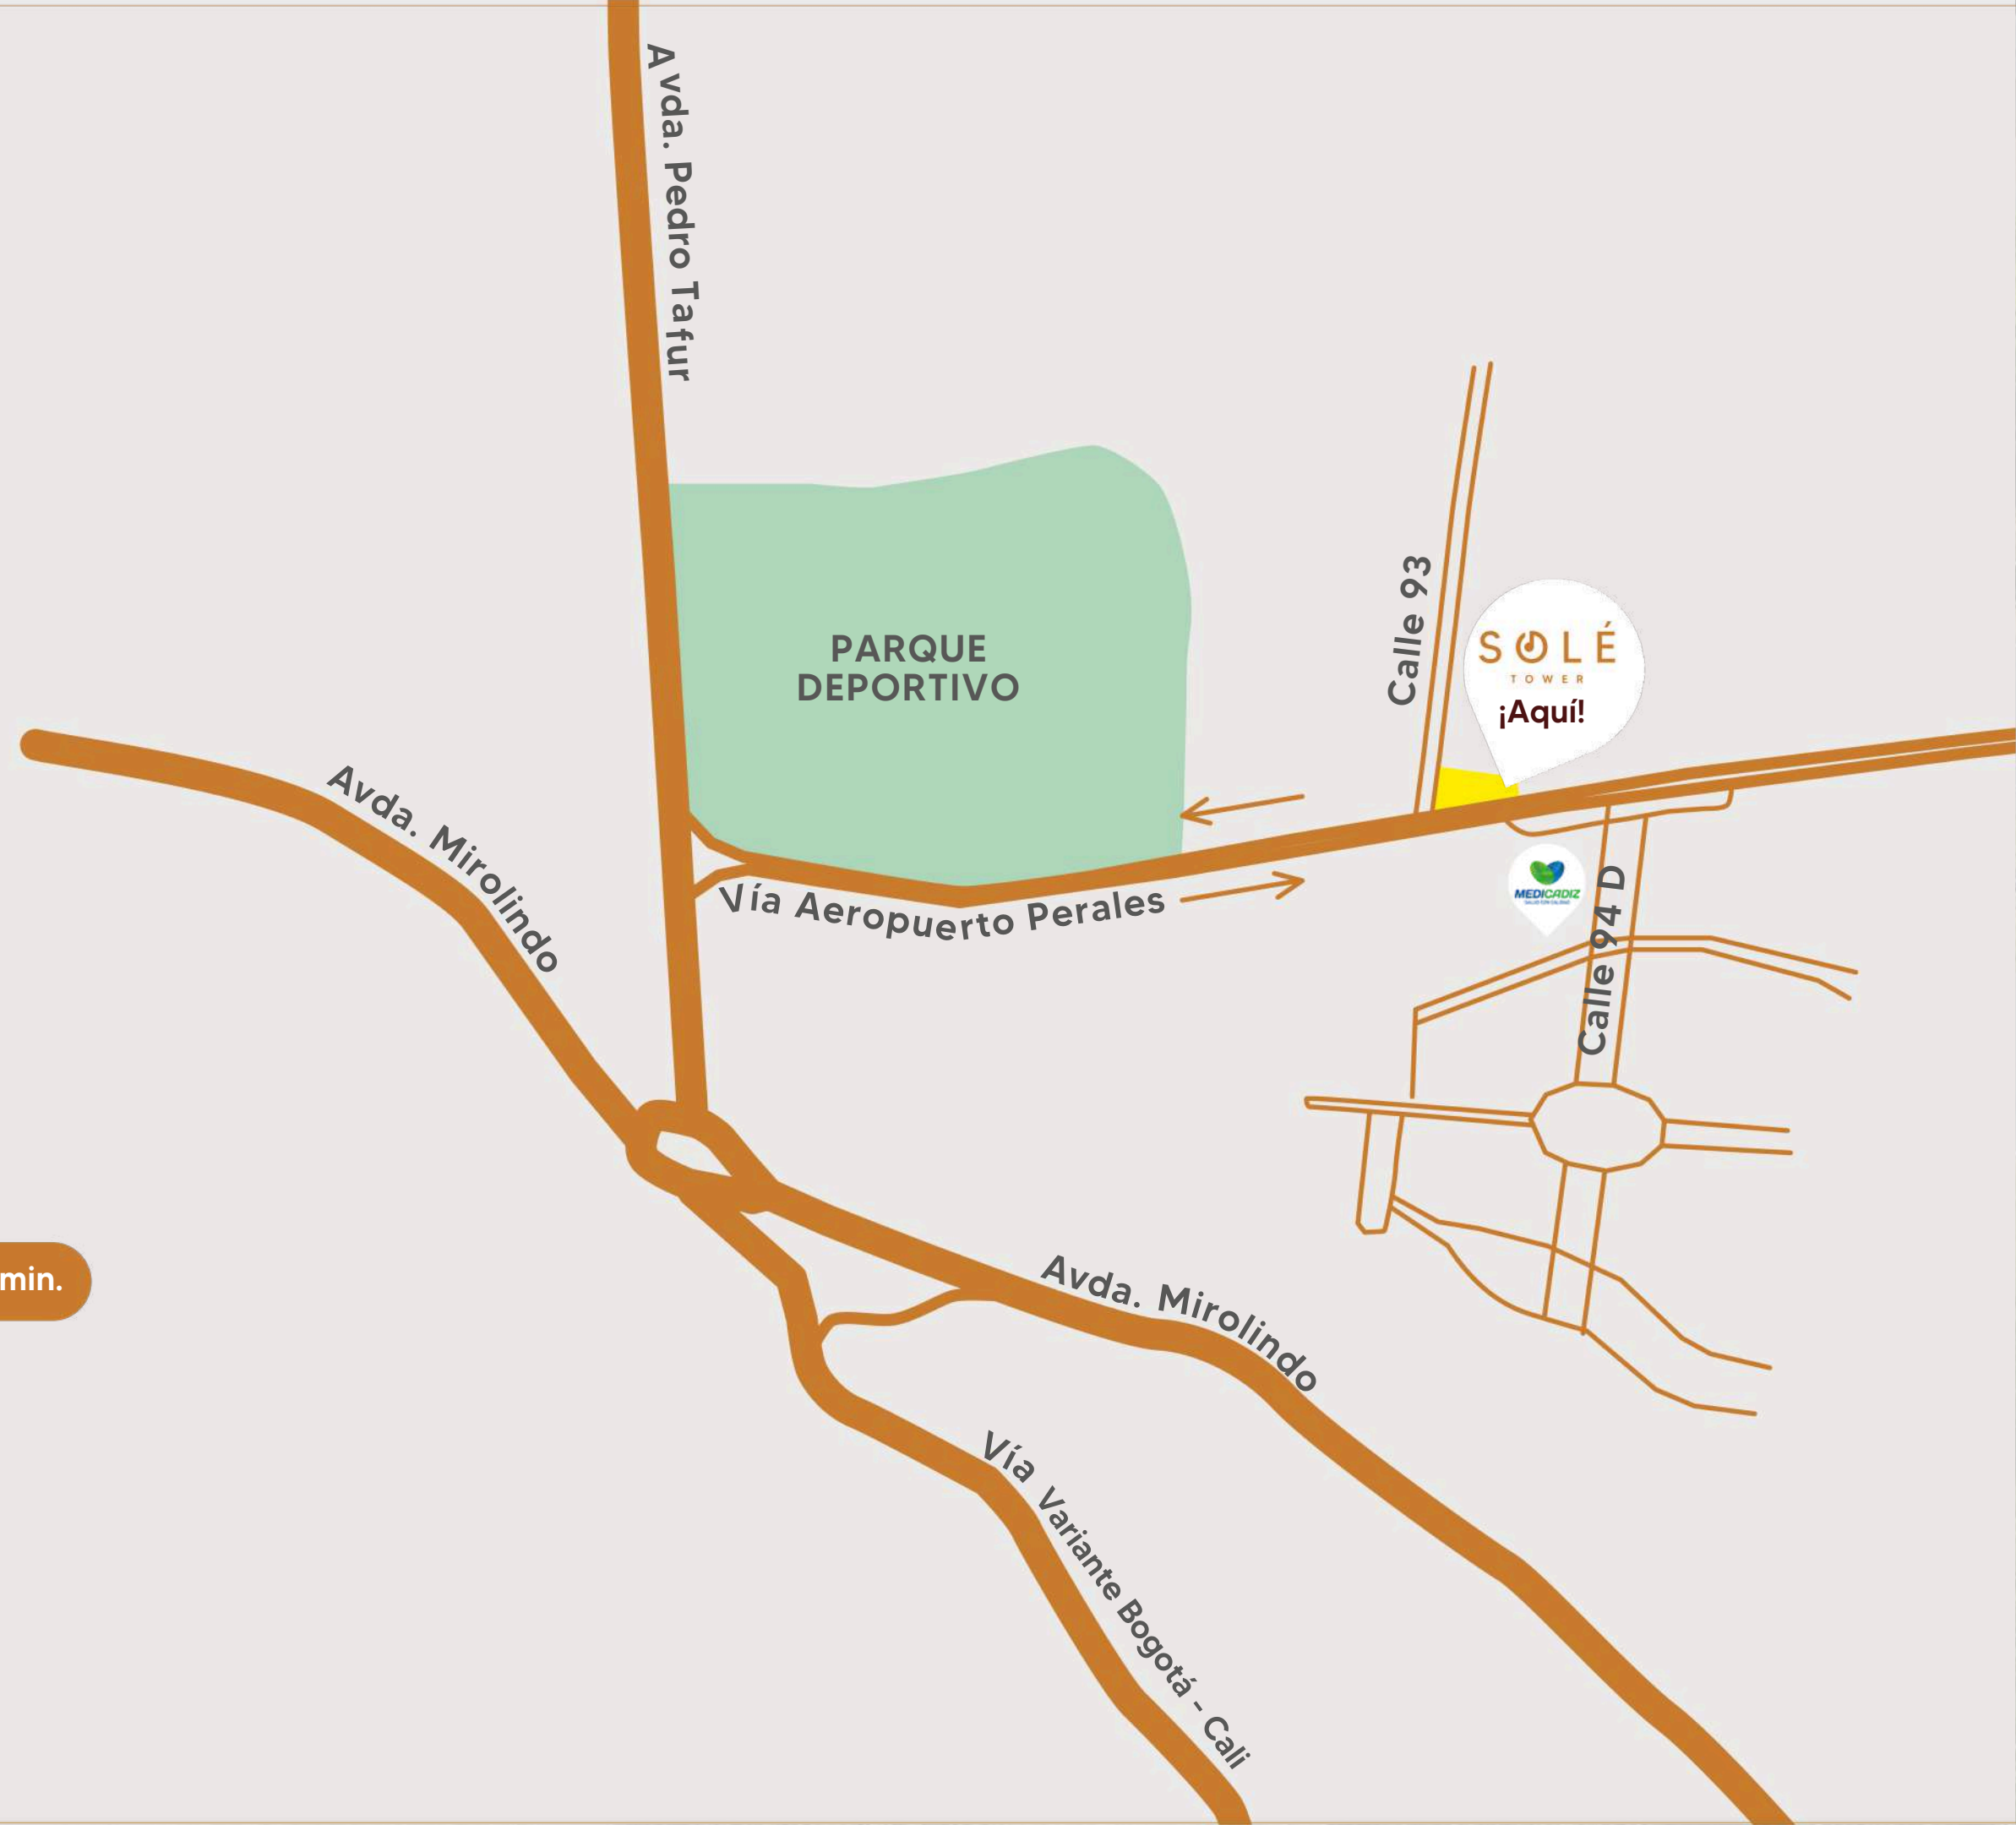 Avda. Pedro Tafur
PARQUE
DEPORTIVO
Calle 93
SOLÉ
TOWER
¡Aquí!
Avda. Mirolindo
Vía Aeropuerto Perales
MEDICADIZ
Calle 94 D
min.
Avda. Mirolindo
Vía Variante Bogotá - Cali